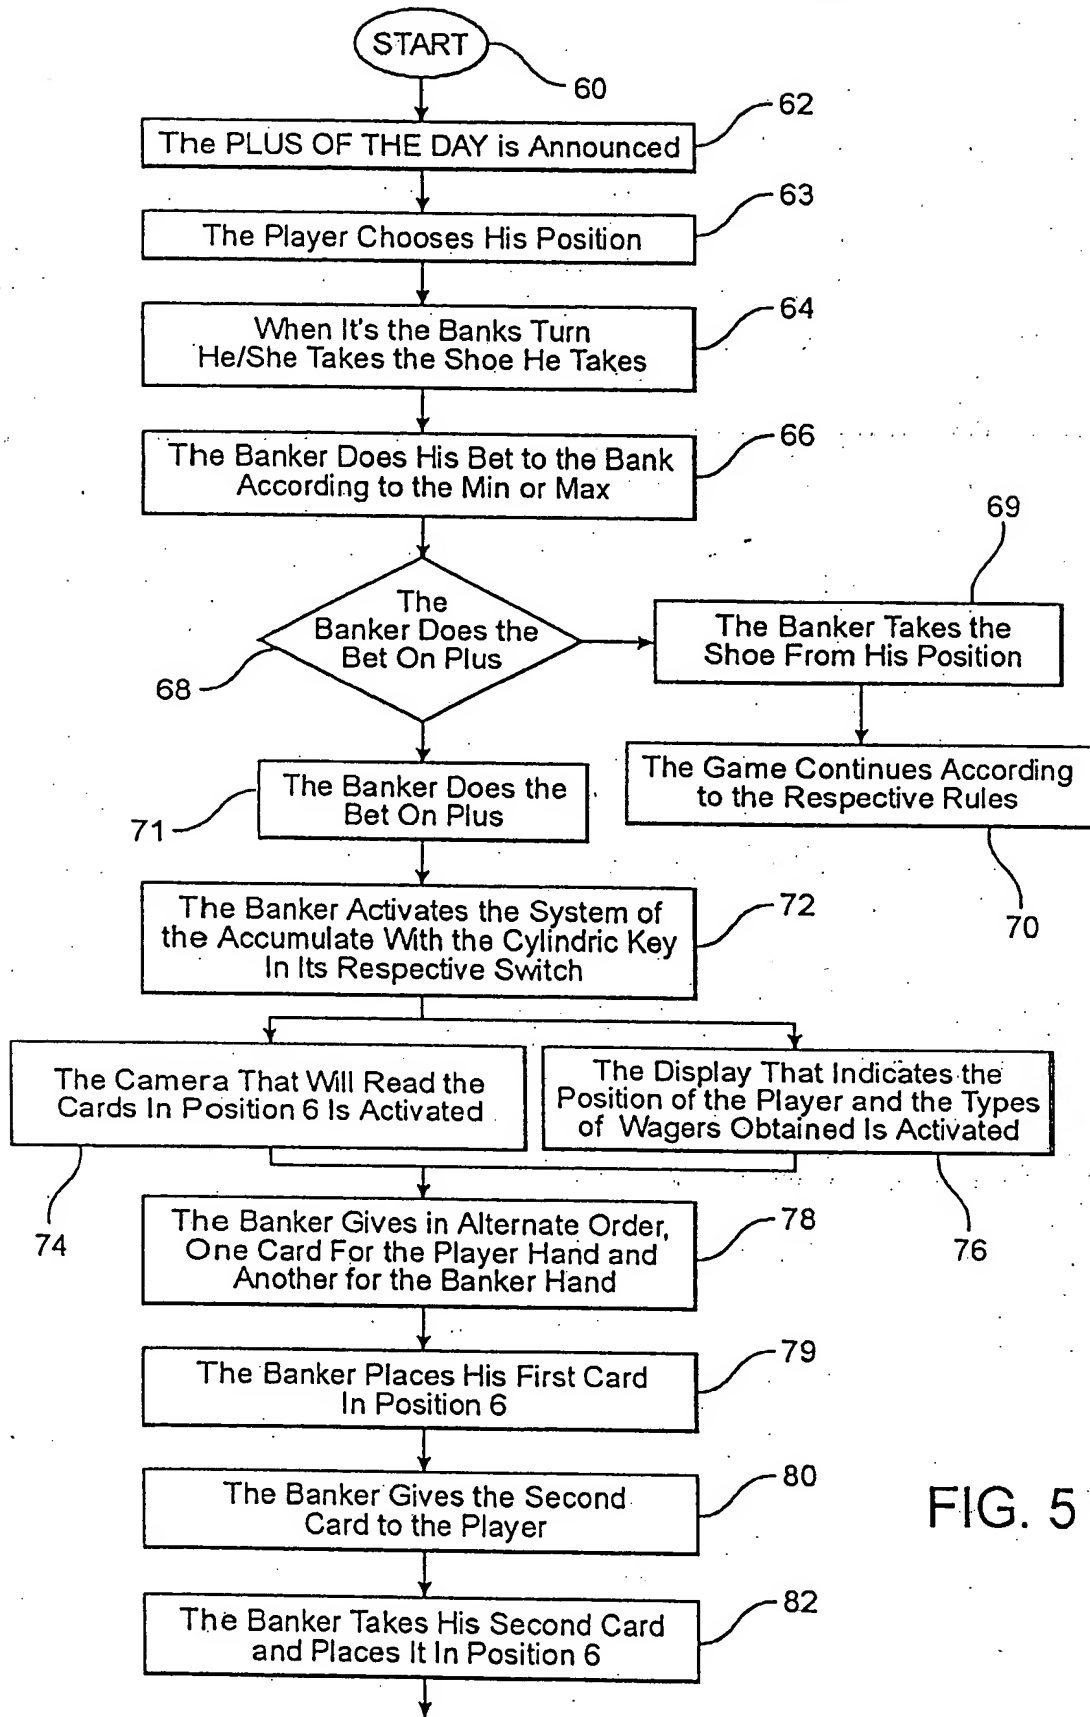 START
60
The PLUS OF THE DAY is Announced
62
The Player Chooses His Position
63
When It's the Banks Turn
He/She Takes the Shoe He Takes
64
The Banker Does His Bet to the Bank
According to the Min or Max
66
The
Banker Does the
Bet On Plus
68
The Banker Takes the
Shoe From His Position
69
The Game Continues According
to the Respective Rules
70
The Banker Does the
Bet On Plus
71
The Banker Activates the System of
the Accumulate With the Cylindric Key
In Its Respective Switch
72
The Camera That Will Read the
Cards In Position 6 Is Activated
74
The Display That Indicates the
Position of the Player and the Types
of Wagers Obtained Is Activated
76
The Banker Gives in Alternate Order,
One Card For the Player Hand and
Another for the Banker Hand
78
The Banker Places His First Card
In Position 6
79
The Banker Gives the Second
Card to the Player
80
The Banker Takes His Second Card
and Places It In Position 6
82
FIG. 5